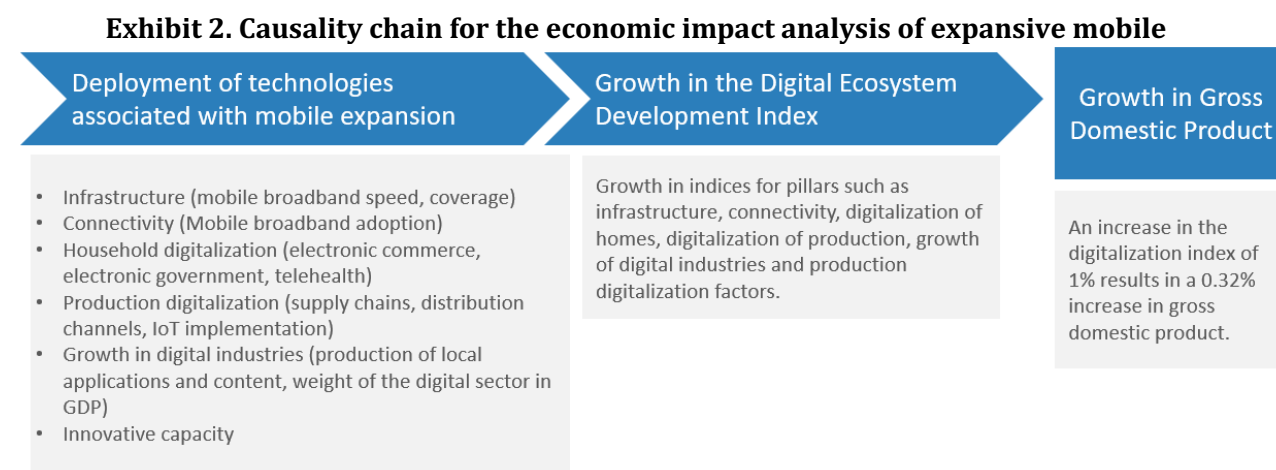 Exhibit 2. Causality chain for the economic impact analysis of expansive mobile
Deployment of technologies
associated with mobile expansion
Growth in the Digital Ecosystem
Development Index
Growth in Gross
Domestic Product
• Infrastructure (mobile broadband speed, coverage)
• Connectivity (Mobile broadband adoption)
• Household digitalization (electronic commerce,
electronic government, telehealth)
• Production digitalization (supply chains, distribution
channels, IoT implementation)
• Growth in digital industries (production of local
applications and content, weight of the digital sector in
GDP)
• Innovative capacity
Growth in indices for pillars such as
infrastructure, connectivity, digitalization of
homes, digitalization of production, growth
of digital industries and production
digitalization factors.
An increase in the
digitalization index of
1% results in a 0.32%
increase in gross
domestic product.